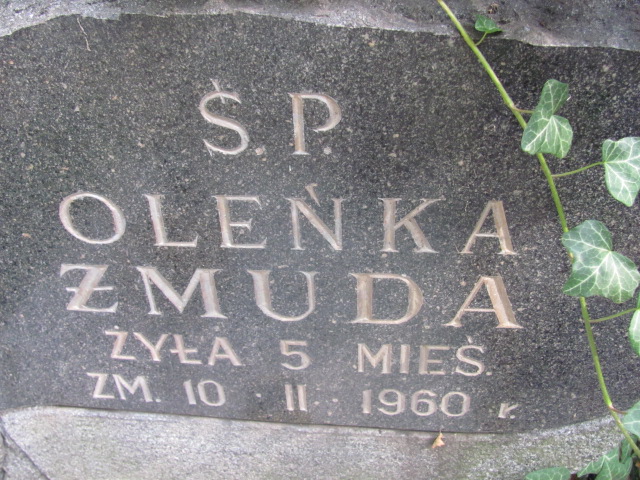 Ś.P.
OLEŃKA
ŻMUDA
ŻYŁA 5 MIEŚ.
ZM. 10 · II · 1960 r.